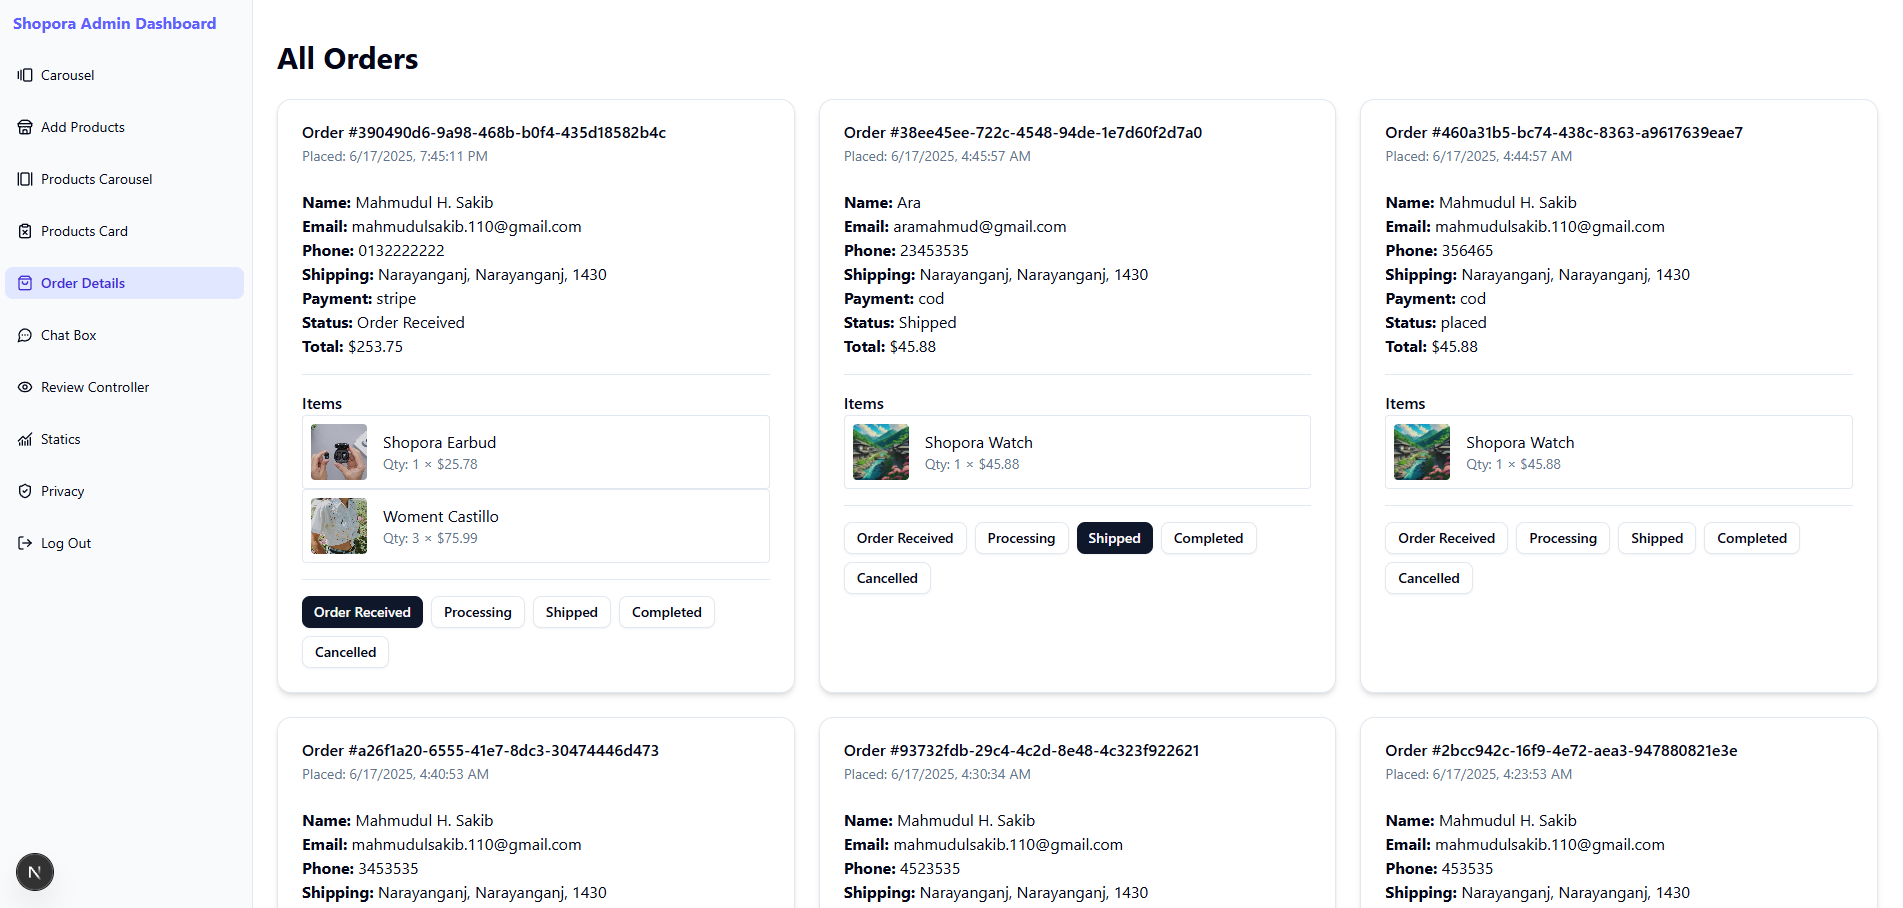 Shopora Admin Dashboard
Carousel
Add Products
Products Carousel
Products Card
Order Details
Chat Box
Review Controller
Statics
Privacy
Log Out
N
All Orders
Order #390490d6-9a98-468b-b0f4-435d18582b4c
Placed: 6/17/2025, 7:45:11 PM
Name: Mahmudul H. Sakib
Email: mahmudulsakib.110@gmail.com
Phone: 0132222222
Shipping: Narayanganj, Narayanganj, 1430
Payment: stripe
Status: Order Received
Total: $253.75
Items
Shopora Earbud
Qty: 1 × $25.78
Woment Castillo
Qty: 3 × $75.99
Order Received Processing Shipped Completed
Cancelled
Order #38ee45ee-722c-4548-94de-1e7d60f2d7a0
Placed: 6/17/2025, 4:45:57 AM
Name: Ara
Email: aramahmud@gmail.com
Phone: 23453535
Shipping: Narayanganj, Narayanganj, 1430
Payment: cod
Status: Shipped
Total: $45.88
Items
Shopora Watch
Qty: 1 × $45.88
Order Received Processing Shipped Completed
Cancelled
Order #460a31b5-bc74-438c-8363-a9617639eae7
Placed: 6/17/2025, 4:44:57 AM
Name: Mahmudul H. Sakib
Email: mahmudulsakib.110@gmail.com
Phone: 356465
Shipping: Narayanganj, Narayanganj, 1430
Payment: cod
Status: placed
Total: $45.88
Items
Shopora Watch
Qty: 1 × $45.88
Order Received Processing Shipped Completed
Cancelled
Order #a26f1a20-6555-41e7-8dc3-30474446d473
Placed: 6/17/2025, 4:40:53 AM
Name: Mahmudul H. Sakib
Email: mahmudulsakib.110@gmail.com
Phone: 3453535
Shipping: Narayanganj, Narayanganj, 1430
Order #93732fdb-29c4-4c2d-8e48-4c323f922621
Placed: 6/17/2025, 4:30:34 AM
Name: Mahmudul H. Sakib
Email: mahmudulsakib.110@gmail.com
Phone: 4523535
Shipping: Narayanganj, Narayanganj, 1430
Order #2bcc942c-16f9-4e72-aea3-947880821e3e
Placed: 6/17/2025, 4:23:53 AM
Name: Mahmudul H. Sakib
Email: mahmudulsakib.110@gmail.com
Phone: 453535
Shipping: Narayanganj, Narayanganj, 1430